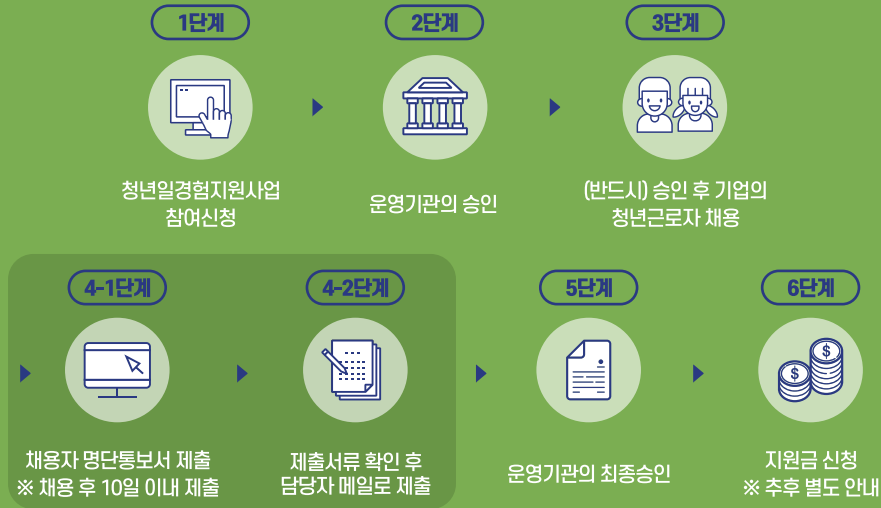 1단계
2단계
3단계
청년일경험지원사업
참여신청
운영기관의 승인
(반드시) 승인 후 기업의
청년근로자 채용
4-1단계
4-2단계
5단계
6단계
$
$
채용자 명단통보서 제출
※ 채용 후 10일 이내 제출
제출서류 확인 후
담당자 메일로 제출
운영기관의 최종승인
지원금 신청
※ 추후 별도 안내